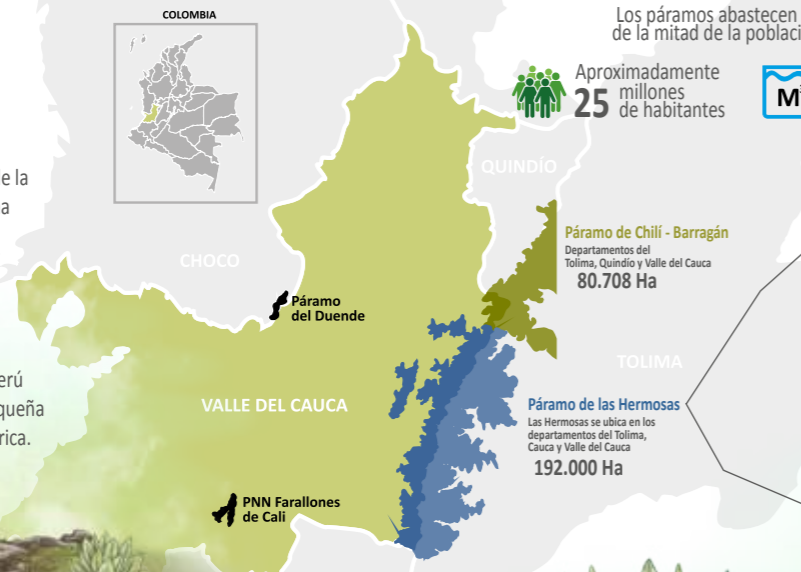 COLOMBIA
Los páramos abastecen
de la mitad de la
Aproximadamente
25 millones
de habitantes
QUINDÍO
e la
a
CHOCO
Páramo de Chilí - Barragán
Departamentos del
Tolima, Quindío y Valle del Cauca
80.708 Ha
Páramo
del Duende
TOLIMA
VALLE DEL CAUCA
Páramo de las Hermosas
Las Hermosas se ubica en los
departamentos del Tolima,
Cauca y Valle del Cauca
192.000 Ha
PNN Farallones
de Cali